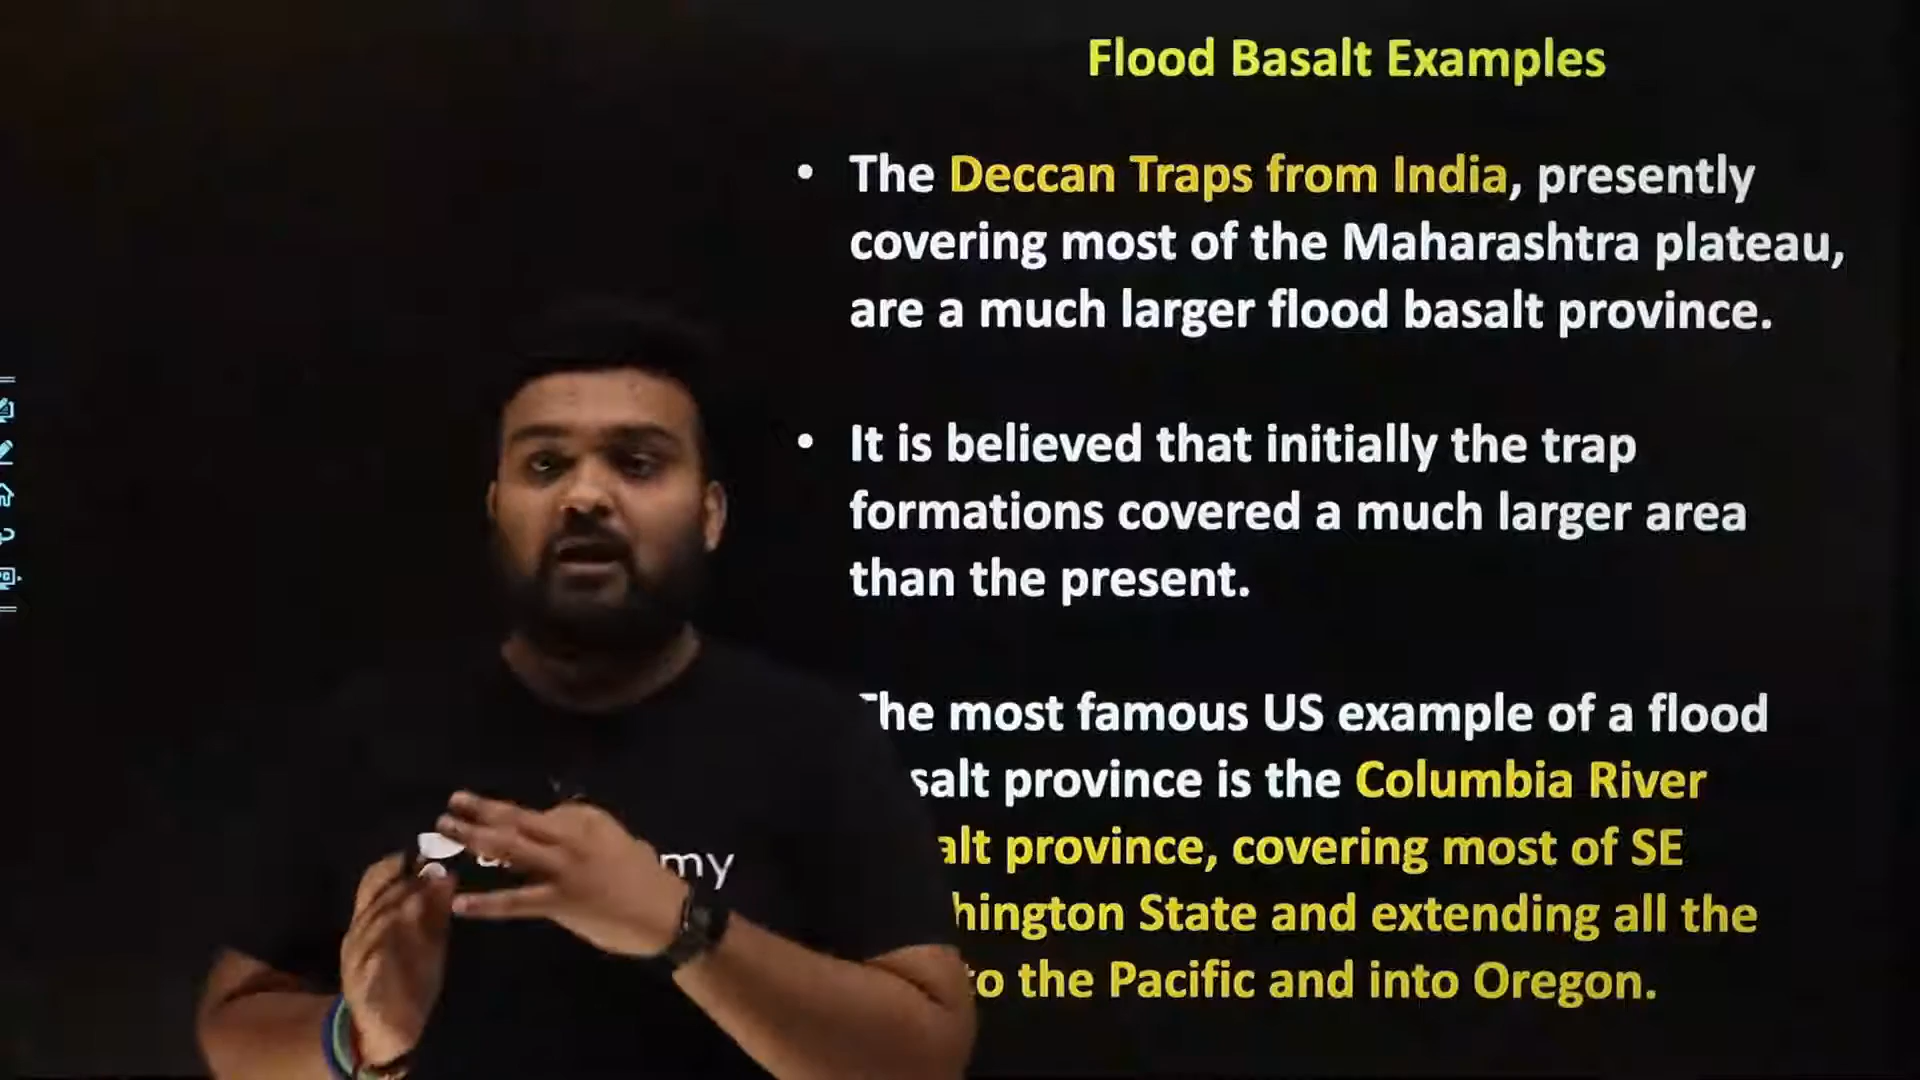 Flood Basalt Examples
• The Deccan Traps from India, presently
covering most of the Maharashtra plateau,
are a much larger flood basalt province.
• It is believed that initially the trap
formations covered a much larger area
than the present.
he most famous US example of a flood
salt province is the Columbia River
alt province, covering most of SE
hington State and extending all the
to the Pacific and into Oregon.
my